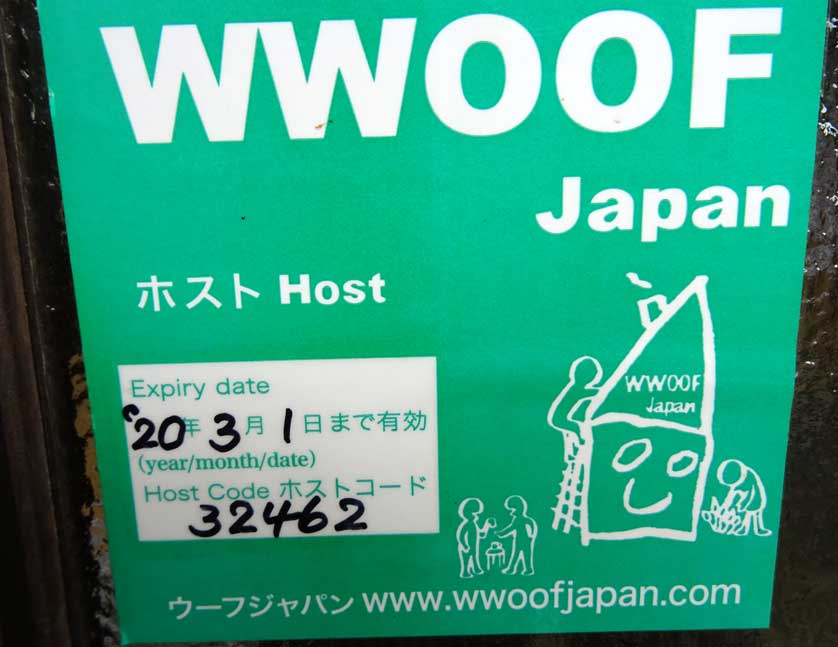 WWOOF
Japan
ホスト Host
WWOOF
Japan
Expiry date
'20年 3月 1日まで有効
(year/month/date)
Host Code ホストコード
32462
ウーフジャパン www.wwoofjapan.com